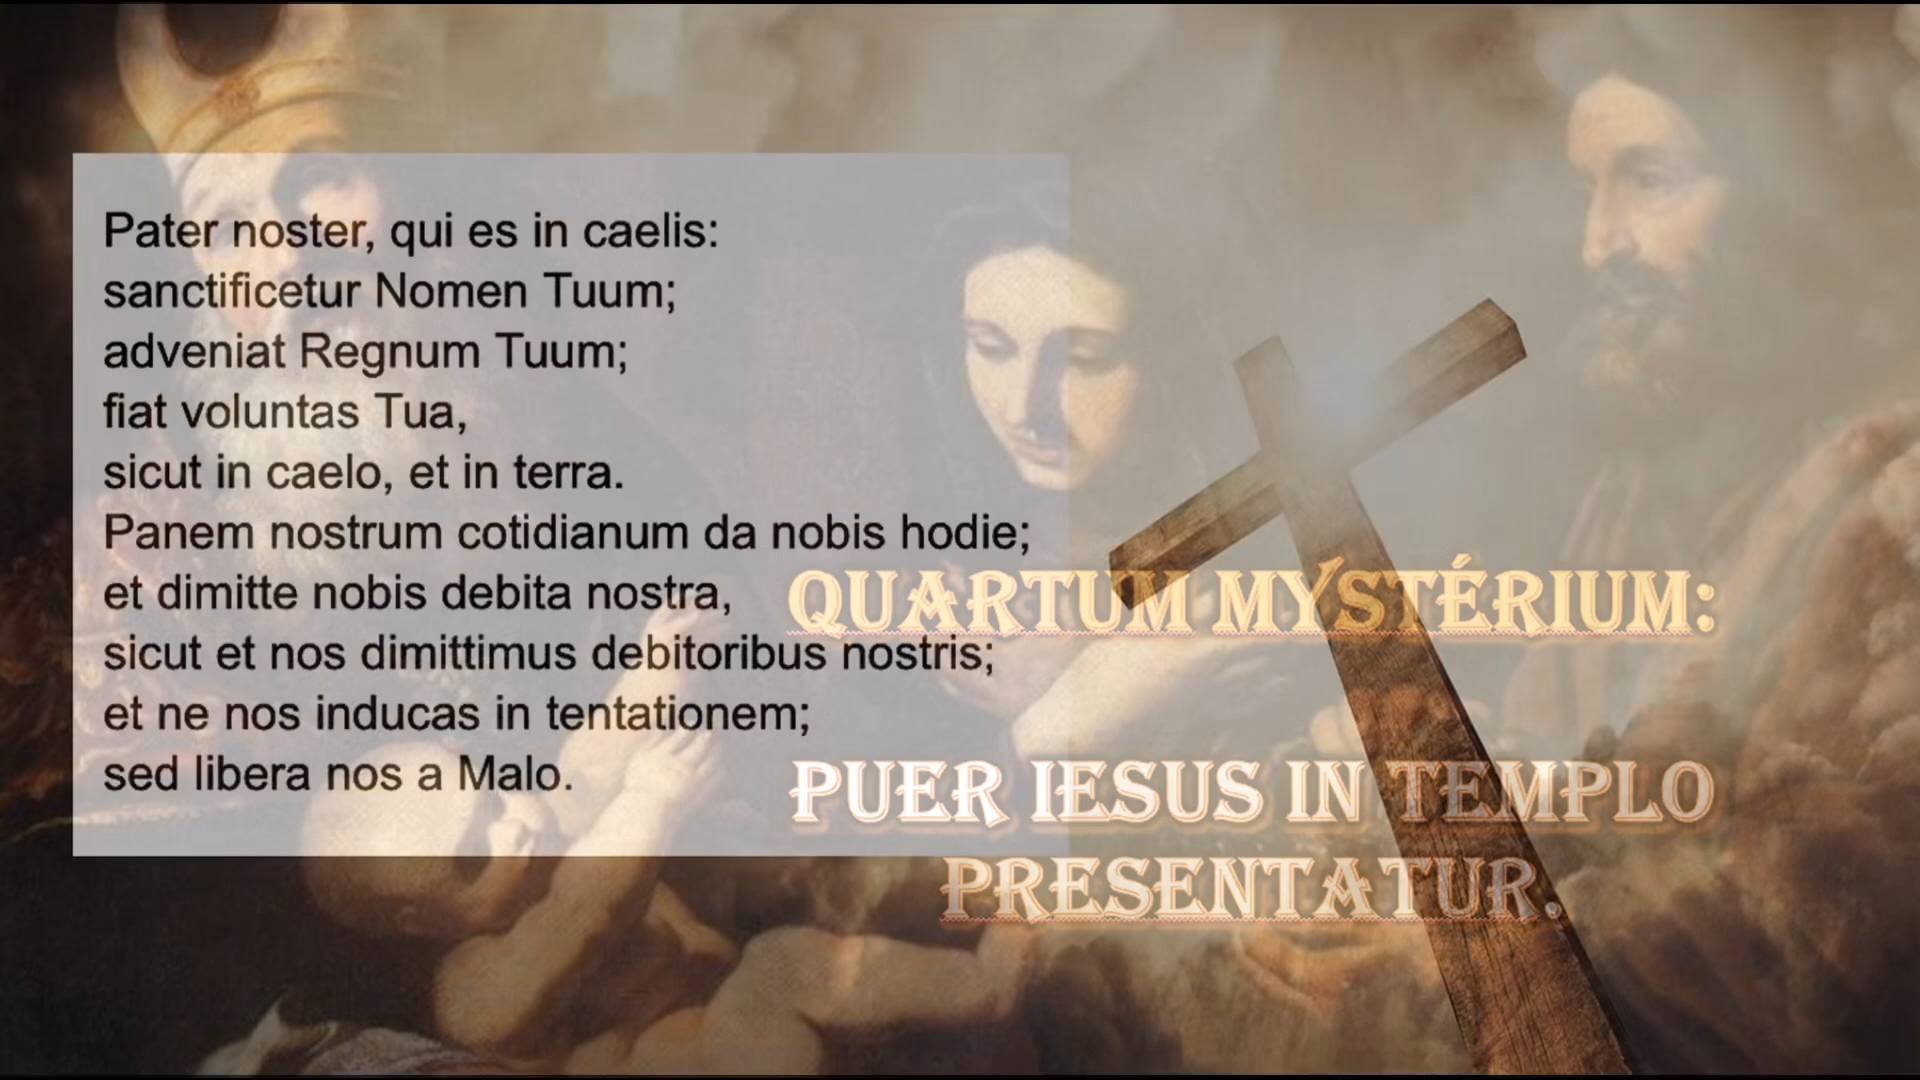 Pater noster, qui es in caelis:
sanctificetur Nomen Tuum;
adveniat Regnum Tuum;
fiat voluntas Tua,
sicut in caelo, et in terra.
Panem nostrum cotidianum da nobis hodie;
et dimitte nobis debita nostra,
sicut et nos dimittimus debitoribus nostris;
et ne nos inducas in tentationem;
sed libera nos a Malo.
QUARTUM MYSTÉRIUM:
PUER IESUS IN TEMPLO
PRESENTATUR.